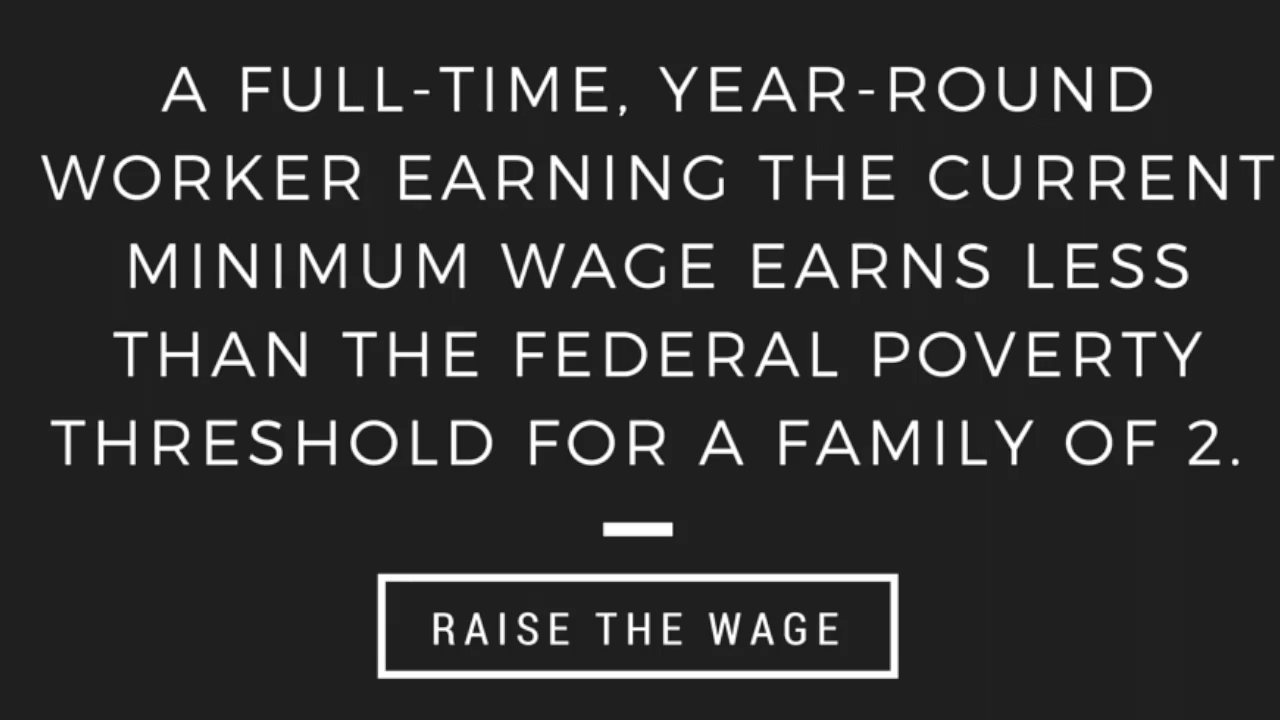 A FULL-TIME, YEAR-ROUND
WORKER EARNING THE CURRENT
MINIMUM WAGE EARNS LESS
THAN THE FEDERAL POVERTY
THRESHOLD FOR A FAMILY OF 2.
RAISE THE WAGE